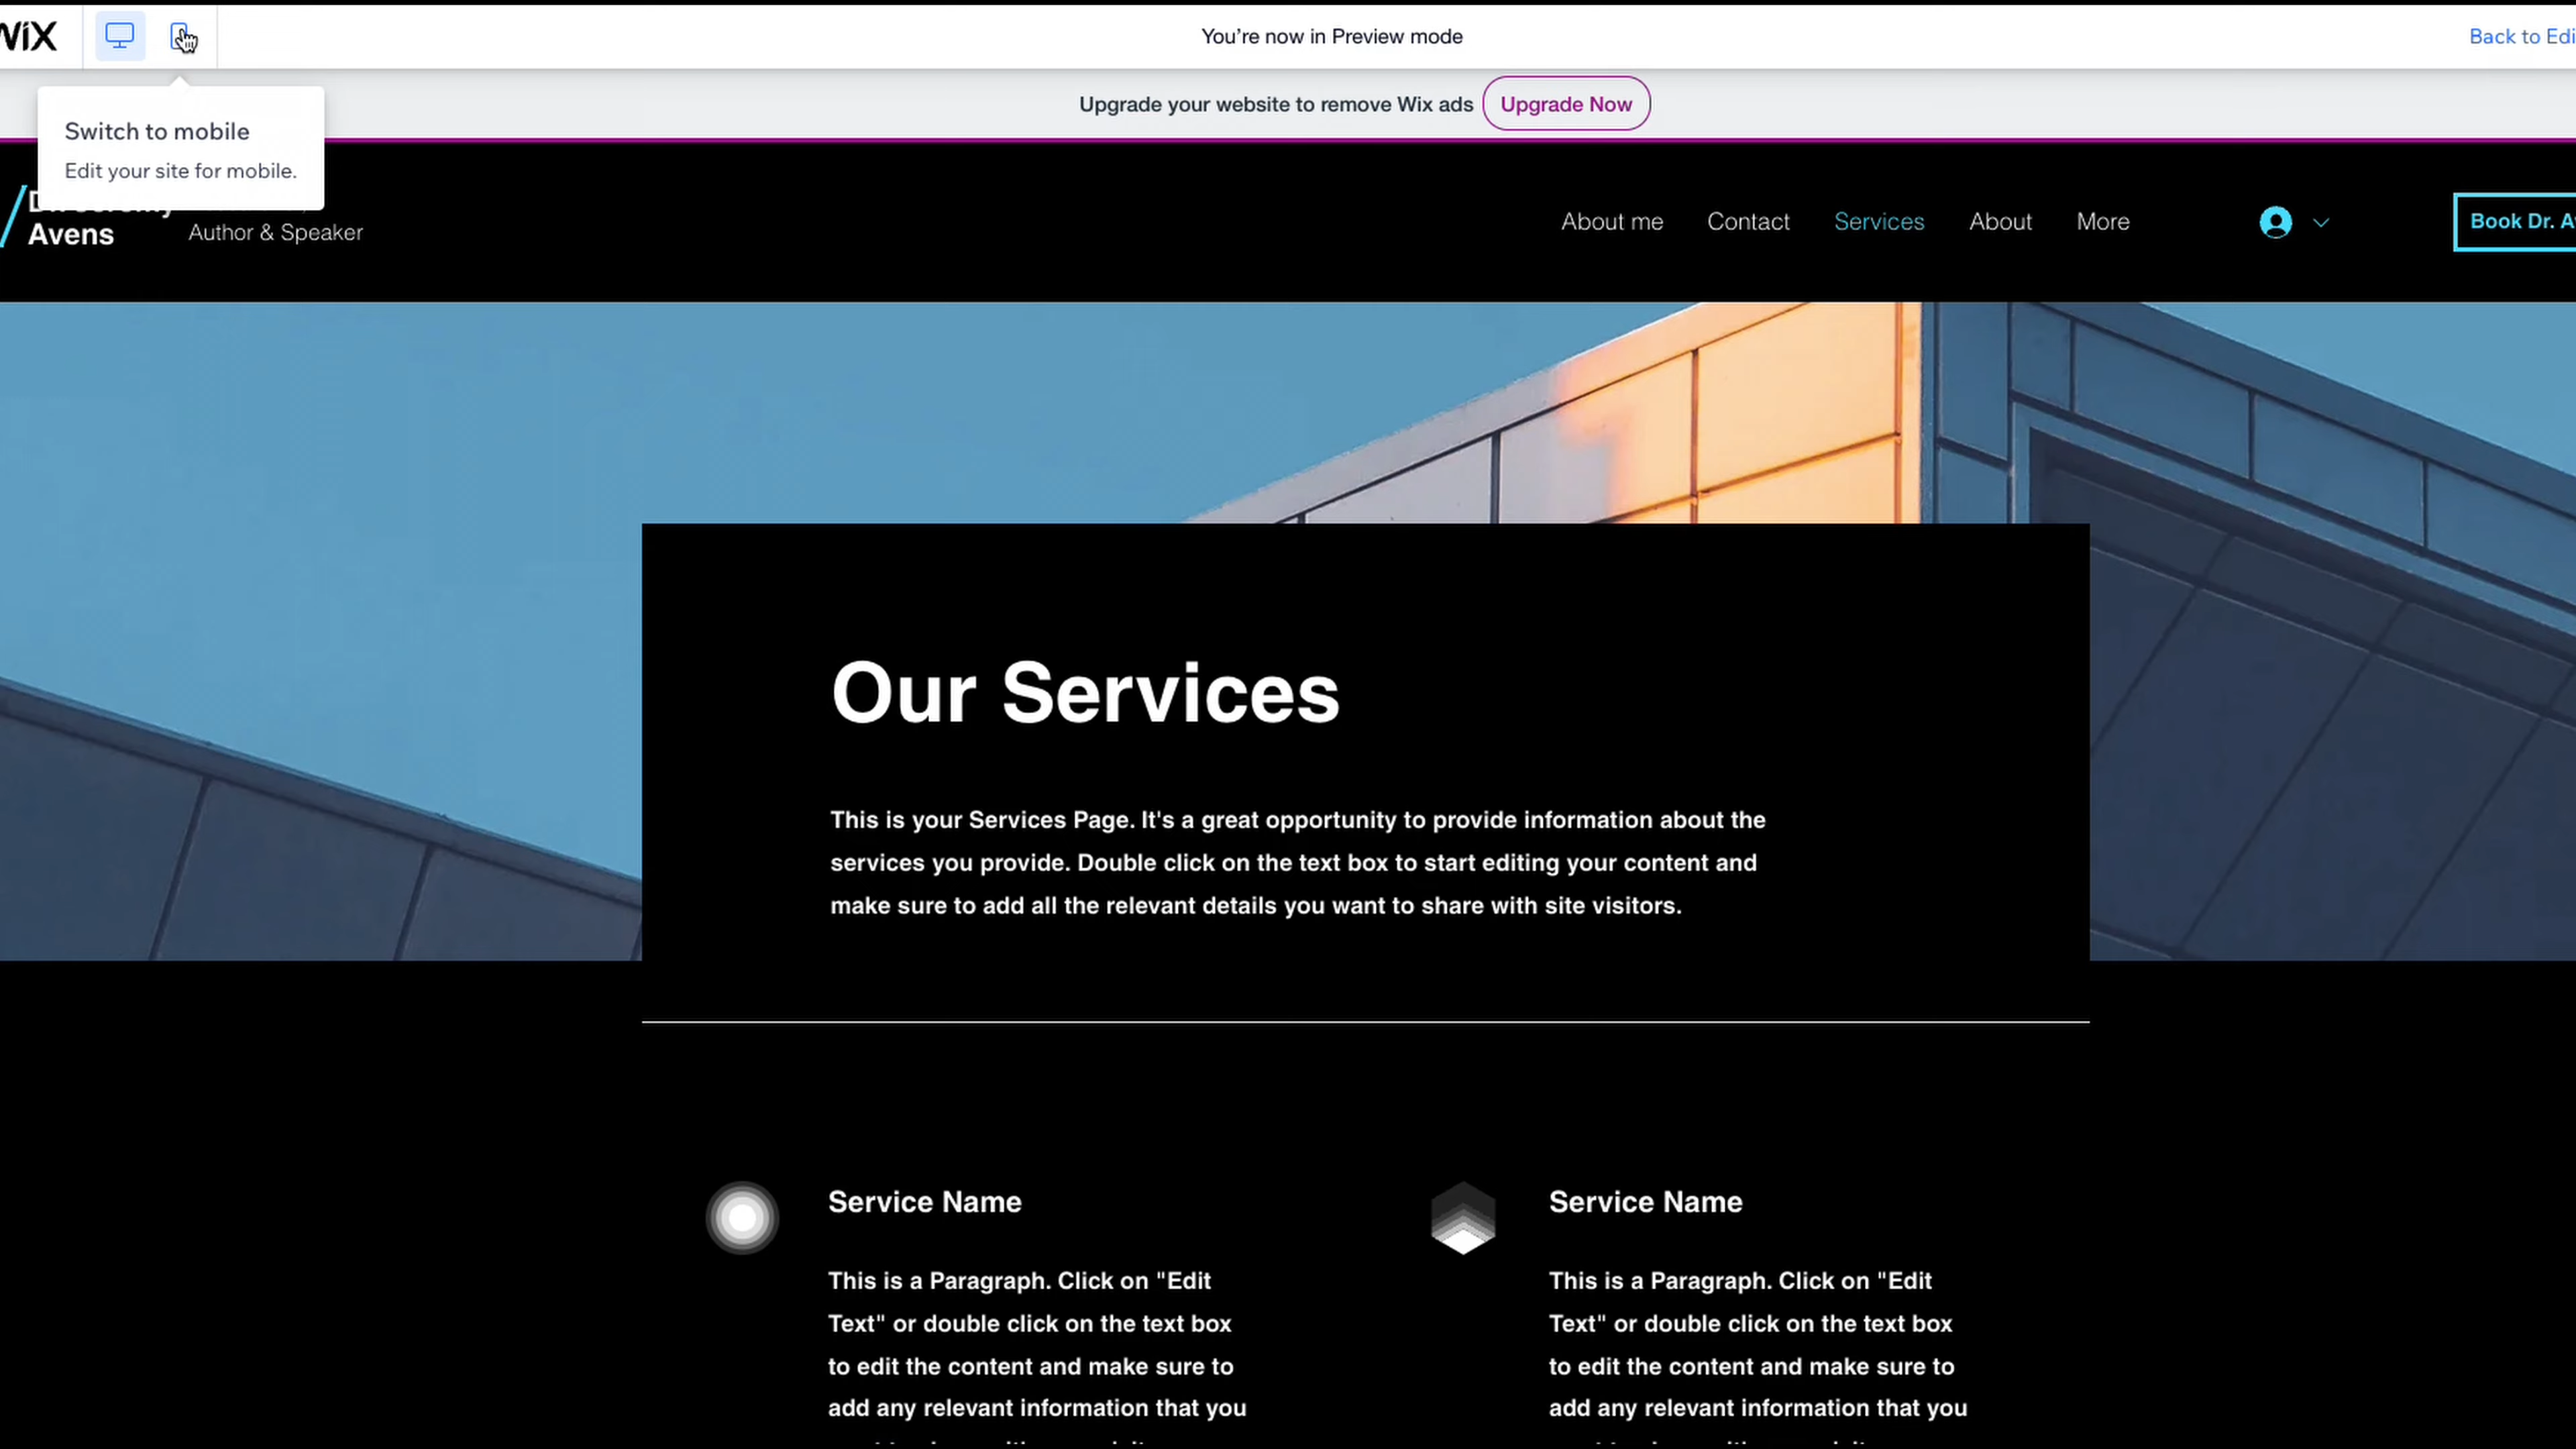 WiX
You're now in Preview mode
Back to Edi
Upgrade your website to remove Wix ads
Upgrade Now
Switch to mobile
Edit your site for mobile.
Avens
Author & Speaker
About me
Contact
Services
About
More
Book Dr. A
Our Services
This is your Services Page. It's a great opportunity to provide information about the
services you provide. Double click on the text box to start editing your content and
make sure to add all the relevant details you want to share with site visitors.
Service Name
This is a Paragraph. Click on "Edit
Text" or double click on the text box
to edit the content and make sure to
add any relevant information that you
Service Name
This is a Paragraph. Click on "Edit
Text" or double click on the text box
to edit the content and make sure to
add any relevant information that you